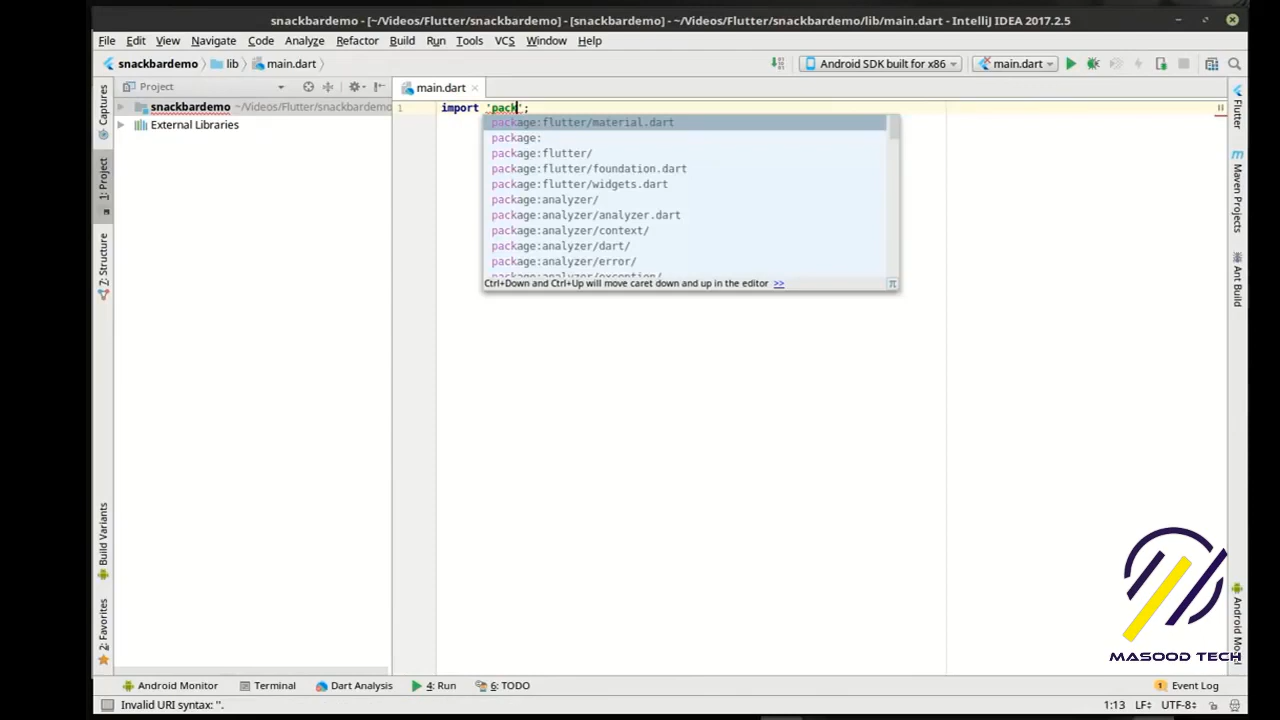 snackbardemo - [~/Videos/Flutter/snackbardemo] - [snackbardemo] - ~/Videos/Flutter/snackbardemo/lib/main.dart - IntelliJ IDEA 2017.2.5
File Edit View Navigate Code Analyze Refactor Build Run Tools VCS Window Help
snackbardemo lib main.dart Android SDK built for x86 main.dart
Captures
1: Project
7: Structure
Build Variants
2: Favorites
Project
snackbardemo ~/Videos/Flutter/snackbardemo
External Libraries
main.dart
1 import 'pack';
package:flutter/material.dart
package:
package:flutter/
package:flutter/foundation.dart
package:flutter/widgets.dart
package:analyzer/
package:analyzer/analyzer.dart
package:analyzer/context/
package:analyzer/dart/
package:analyzer/error/
package:analyzer/exception/
Ctrl+Down and Ctrl+Up will move caret down and up in the editor >>
Flutter
Maven Projects
Ant Build
Android Model
MASOOD TECH
Android Monitor Terminal Dart Analysis 4: Run 6: TODO 1 Event Log
Invalid URI syntax: ''. 1:13 LF UTF-8